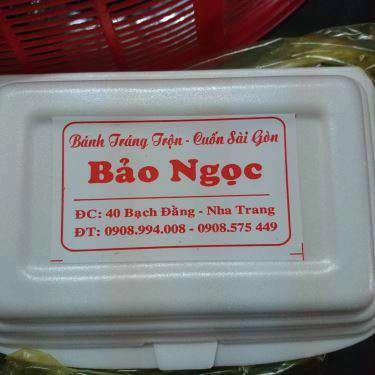 Bánh Tráng Trộn - Cuốn Sài Gòn
Bảo Ngọc
ĐC: 40 Bạch Đằng - Nha Trang
ĐT: 0908.994.008 - 0908.575 449